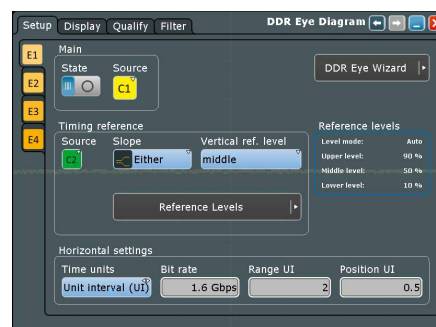 Setup Display Qualify Filter DDR Eye Diagram
E1
E2
E3
E4
Main
State Source
C1
DDR Eye Wizard
Timing reference
Source Slope Vertical ref. level
C2 Either middle
Reference Levels
Reference levels
Level mode: Auto
Upper level: 90 %
Middle level: 50 %
Lower level: 10 %
Horizontal settings
Time units Bit rate Range UI Position UI
Unit interval (UI) 1.6 Gbps 2 0.5